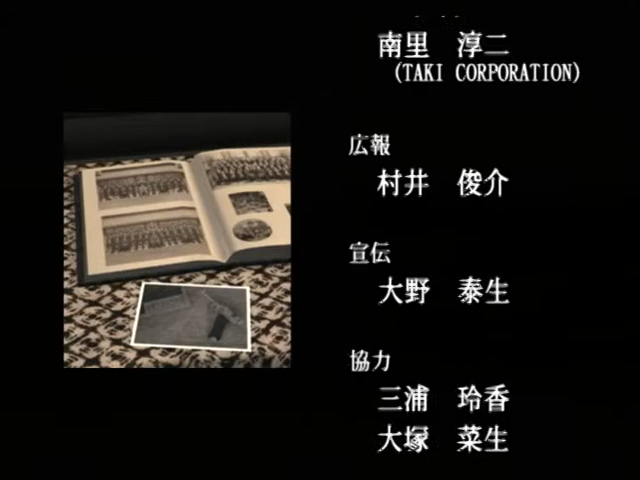 南里　淳二
(TAKI CORPORATION)
広報
村井　俊介
宣伝
大野　泰生
協力
三浦　玲香
大塚　菜生